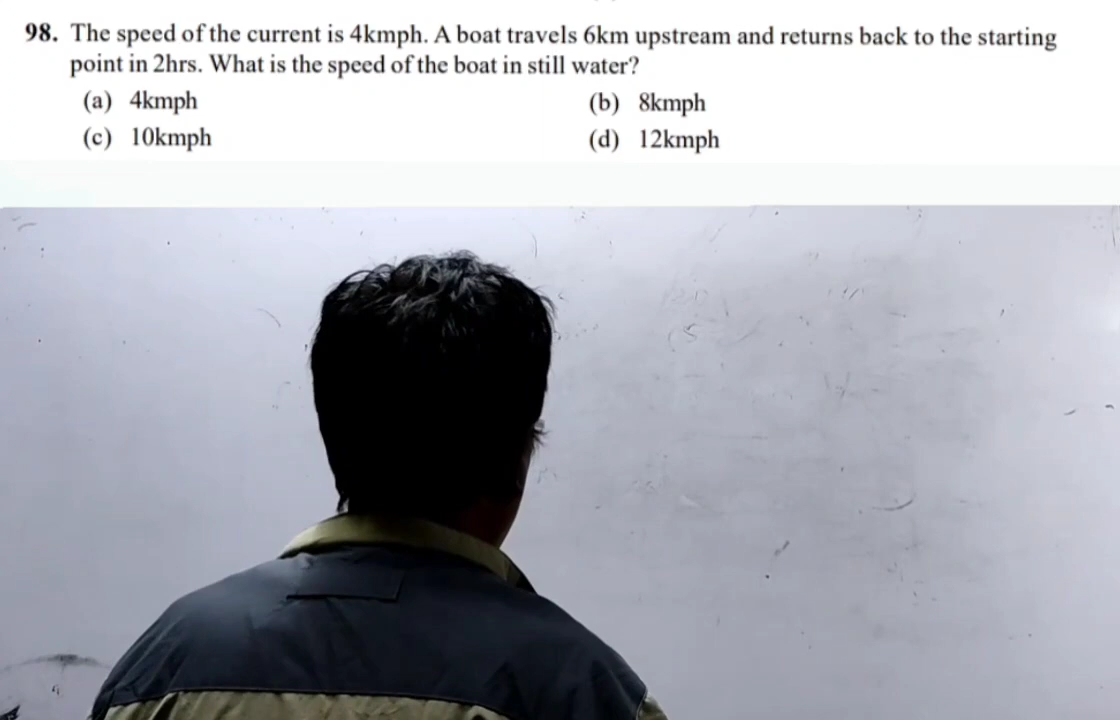 98. The speed of the current is 4kmph. A boat travels 6km upstream and returns back to the starting
point in 2hrs. What is the speed of the boat in still water?
(a) 4kmph (b) 8kmph
(c) 10kmph (d) 12kmph